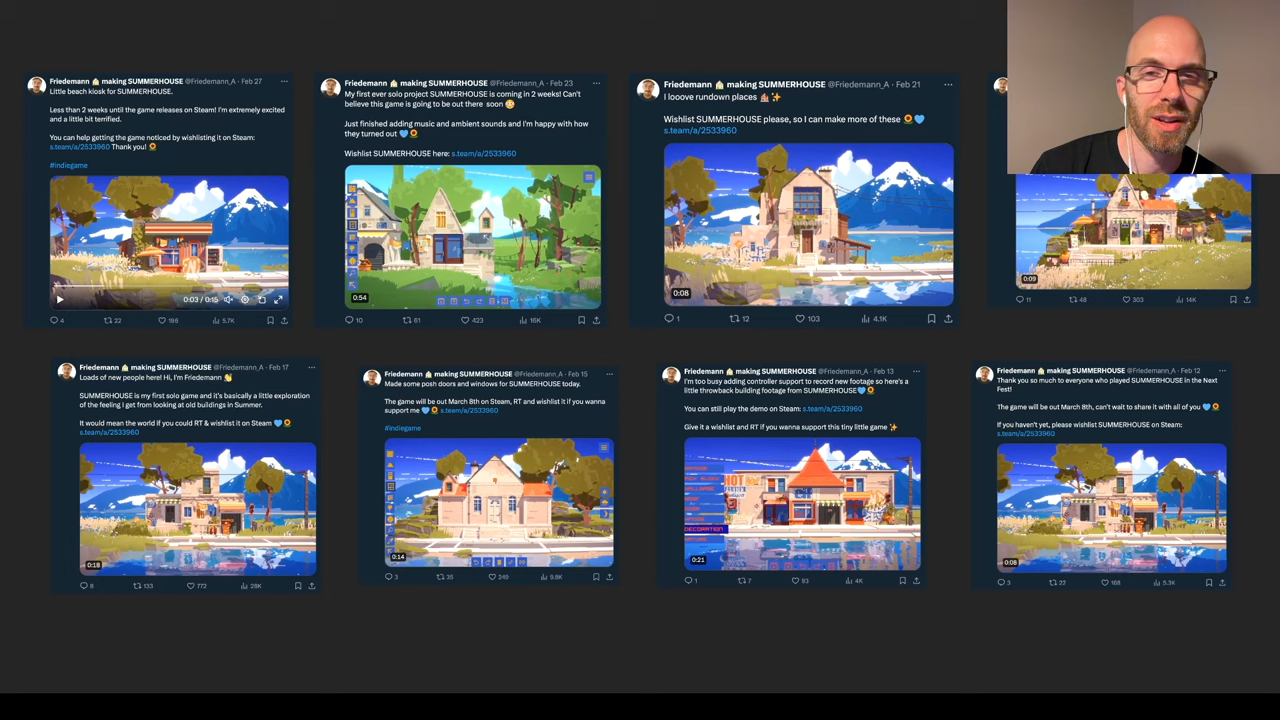 Friedemann 🏠 making SUMMERHOUSE @Friedemann_A · Feb 27
Little beach kiosk for SUMMERHOUSE.
Less than 2 weeks until the game releases on Steam! I'm extremely excited
and a little bit terrified.
You can help getting the game noticed by wishlisting it on Steam:
s.team/a/2533960 Thank you! 🌻
#indiegame
0:03 / 0:15
4 22 186 5.7K
Friedemann 🏠 making SUMMERHOUSE @Friedemann_A · Feb 23
My first ever solo project SUMMERHOUSE is coming in 2 weeks! Can't
believe this game is going to be out there soon 😳
Just finished adding music and ambient sounds and I'm happy with how
they turned out 💙🌻
Wishlist SUMMERHOUSE here: s.team/a/2533960
0:54
10 61 423 16K
Friedemann 🏠 making SUMMERHOUSE @Friedemann_A · Feb 21
I looove rundown places 🏚️✨
Wishlist SUMMERHOUSE please, so I can make more of these 🌻💙
s.team/a/2533960
0:08
1 12 103 4.1K
0:09
11 48 303 14K
Friedemann 🏠 making SUMMERHOUSE @Friedemann_A · Feb 17
Loads of new people here! Hi, I'm Friedemann 👋
SUMMERHOUSE is my first solo game and it's basically a little exploration
of the feeling I get from looking at old buildings in Summer.
It would mean the world if you could RT & wishlist it on Steam 💙🌻
s.team/a/2533960
0:18
8 133 772 28K
Friedemann 🏠 making SUMMERHOUSE @Friedemann_A · Feb 15
Made some posh doors and windows for SUMMERHOUSE today.
The game will be out March 8th on Steam, RT and wishlist it if you wanna
support me 💙🌻 s.team/a/2533960
#indiegame
0:14
3 35 249 9.8K
Friedemann 🏠 making SUMMERHOUSE @Friedemann_A · Feb 13
I'm too busy adding controller support to record new footage so here's a
little throwback building footage from SUMMERHOUSE💙🌻
You can still play the demo on Steam: s.team/a/2533960
Give it a wishlist and RT if you wanna support this tiny little game ✨
HOT
DECORATION
0:21
1 7 93 4K
Friedemann 🏠 making SUMMERHOUSE @Friedemann_A · Feb 12
Thank you so much to everyone who played SUMMERHOUSE in the Next
Fest!
The game will be out March 8th, can't wait to share it with all of you 💙🌻
If you haven't yet, please wishlist SUMMERHOUSE on Steam:
s.team/a/2533960
0:08
3 22 168 5.3K